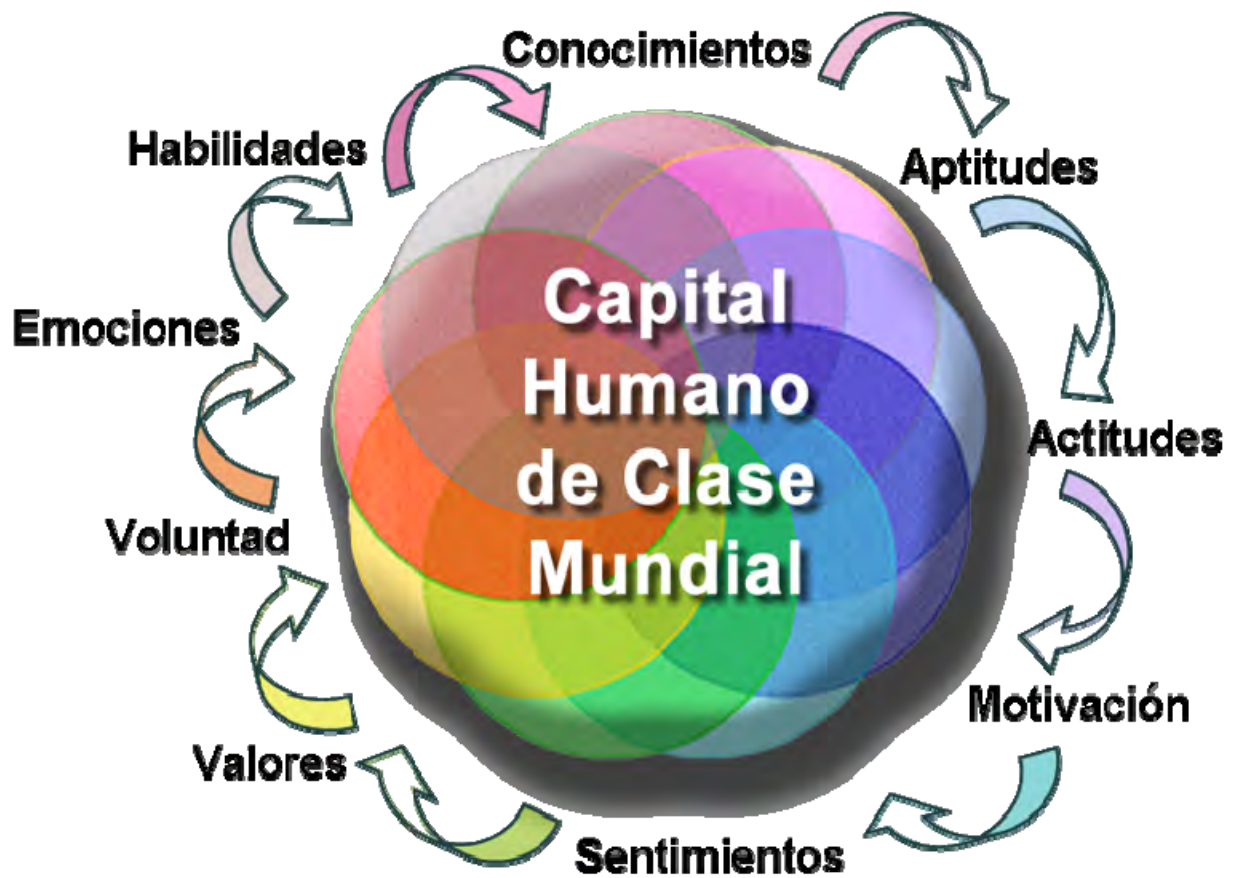 Conocimientos
Aptitudes
Actitudes
Motivación
Sentimientos
Valores
Voluntad
Emociones
Habilidades
Capital
Humano
de Clase
Mundial